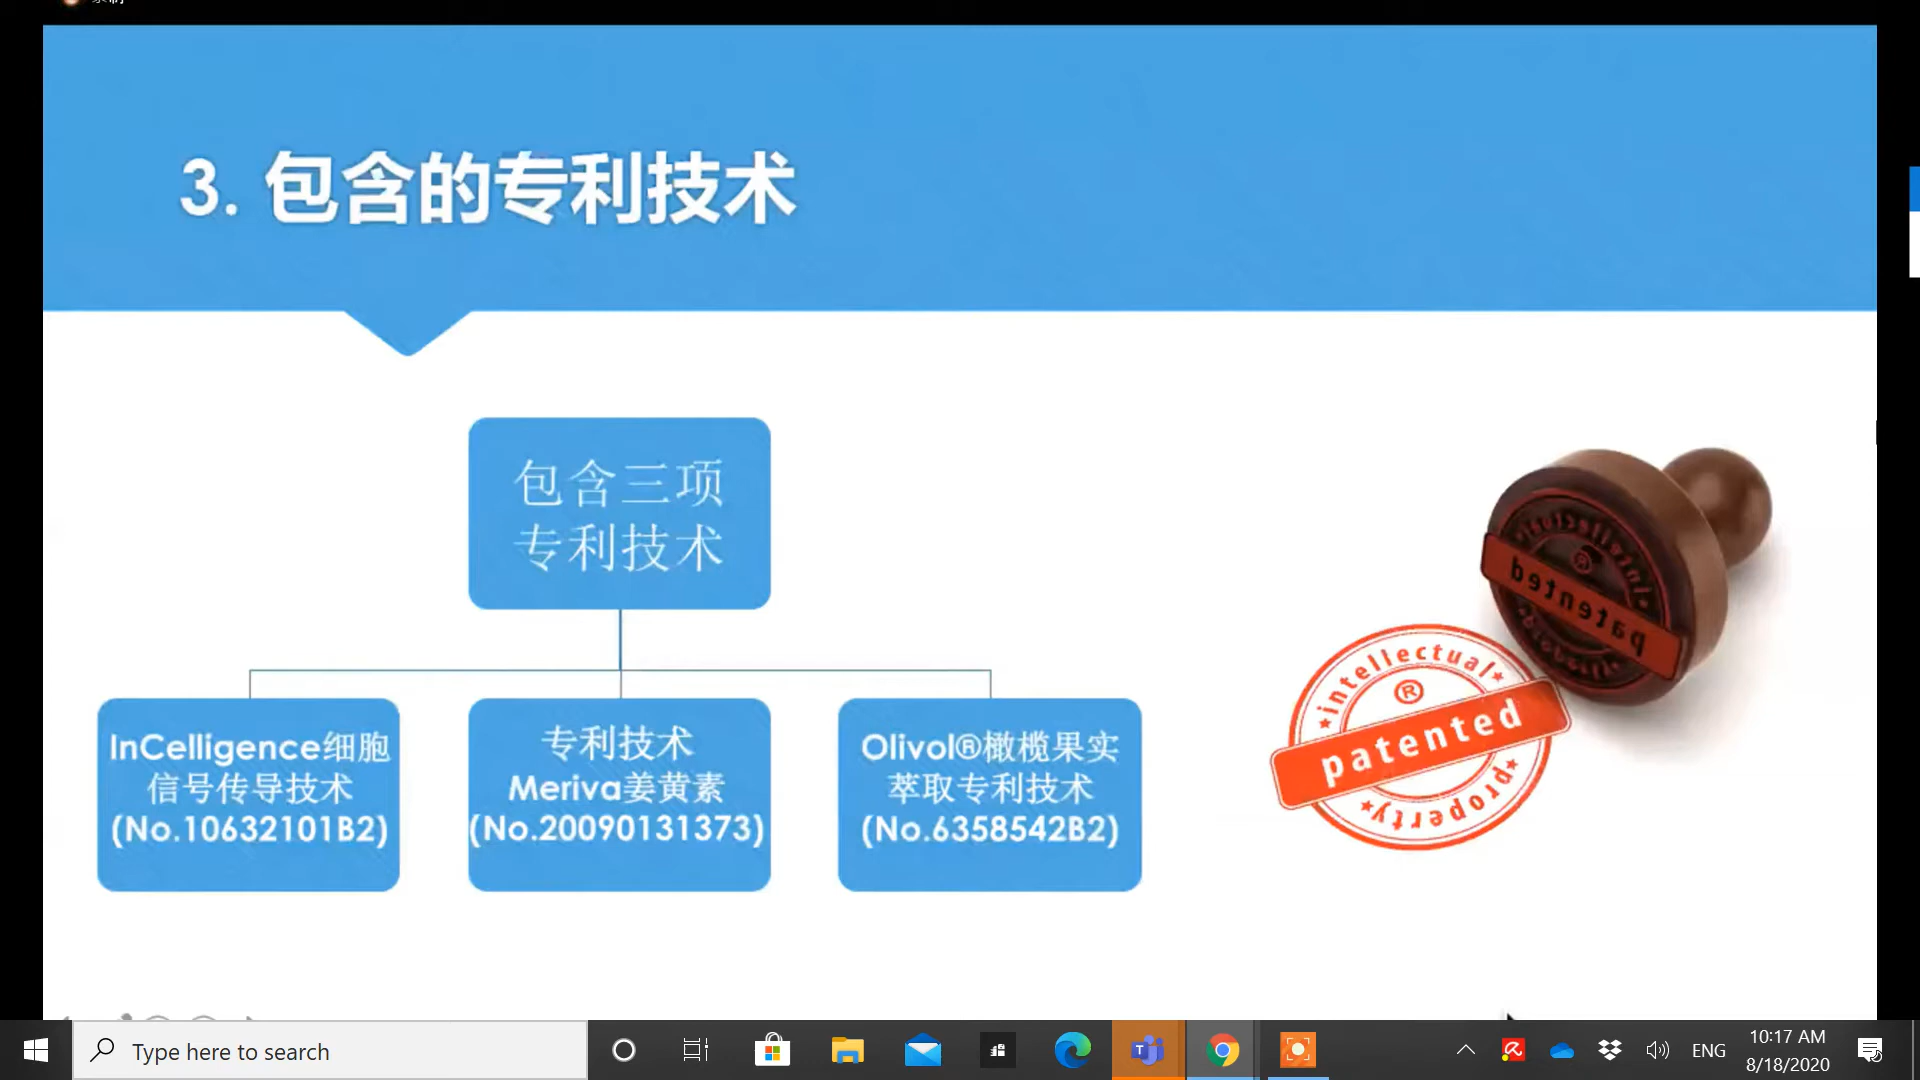 3. 包含的专利技术
包含三项
专利技术
InCelligence细胞
信号传导技术
(No.10632101B2)
专利技术
Meriva姜黄素
(No.20090131373)
Olivol®橄榄果实
萃取专利技术
(No.6358542B2)
intellectual
®
patented
property
patented
Type here to search
ENG
10:17 AM
8/18/2020